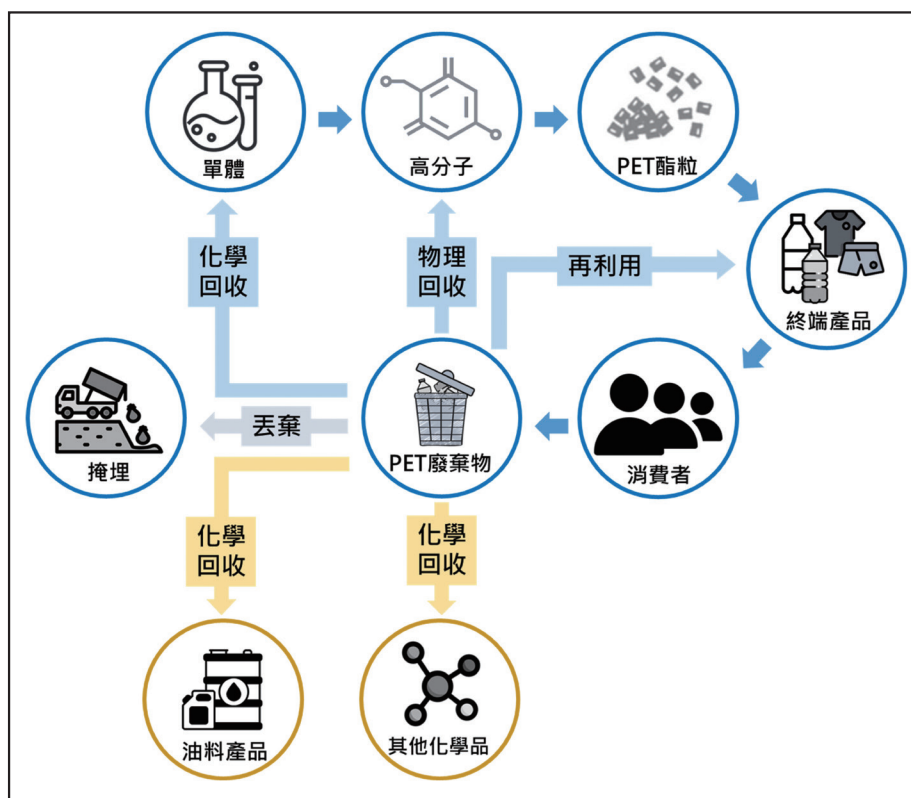 單體
高分子
PET酯粒
化學
回收
物理
回收
再利用
終端產品
掩埋
丟棄
PET廢棄物
消費者
化學
回收
化學
回收
油料產品
其他化學品